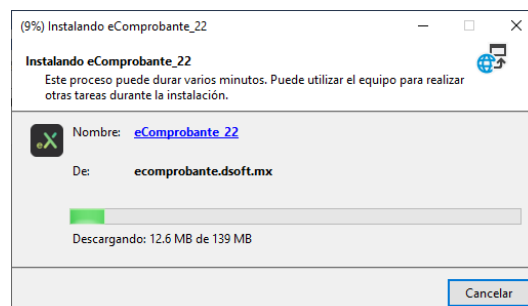 (9%) Instalando eComprobante_22
Instalando eComprobante_22
Este proceso puede durar varios minutos. Puede utilizar el equipo para realizar
otras tareas durante la instalación.
eX
Nombre: eComprobante_22
De: ecomprobante.dsoft.mx
Descargando: 12.6 MB de 139 MB
Cancelar